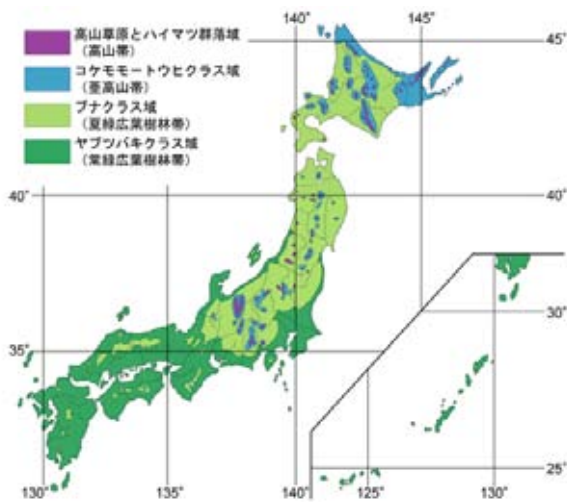 高山草原とハイマツ群落域
（高山帯）
コケモモートウヒクラス域
（亜高山帯）
ブナクラス域
（夏緑広葉樹林帯）
ヤブツバキクラス域
（常緑広葉樹林帯）
140°
145°
45°
40°
40°
35°
30°
25°
130°
135°
140°
125°
130°